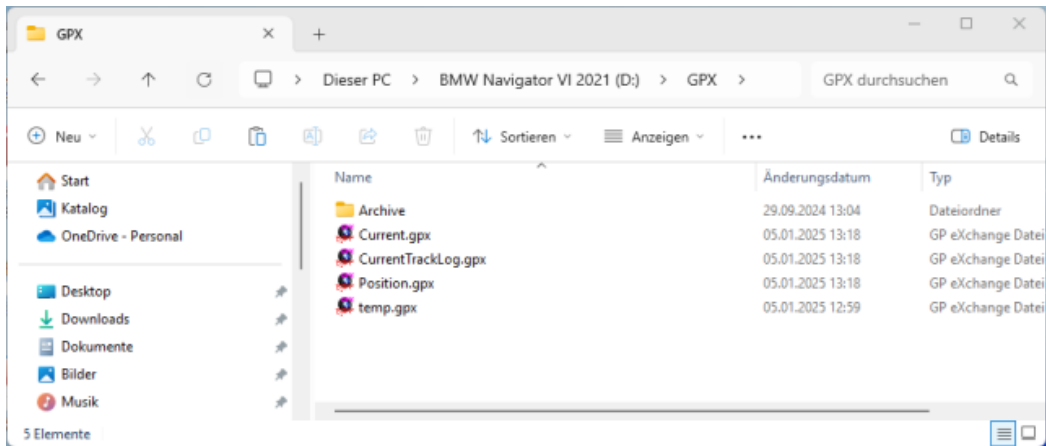 GPX
Dieser PC > BMW Navigator VI 2021 (D:) > GPX >
GPX durchsuchen
Neu
Sortieren
Anzeigen
Details
Start
Katalog
OneDrive - Personal
Desktop
Downloads
Dokumente
Bilder
Musik
Name Änderungsdatum Typ
Archive 29.09.2024 13:04 Dateiordner
Current.gpx 05.01.2025 13:18 GP eXchange Datei
CurrentTrackLog.gpx 05.01.2025 13:18 GP eXchange Datei
Position.gpx 05.01.2025 13:18 GP eXchange Datei
temp.gpx 05.01.2025 12:59 GP eXchange Datei
5 Elemente